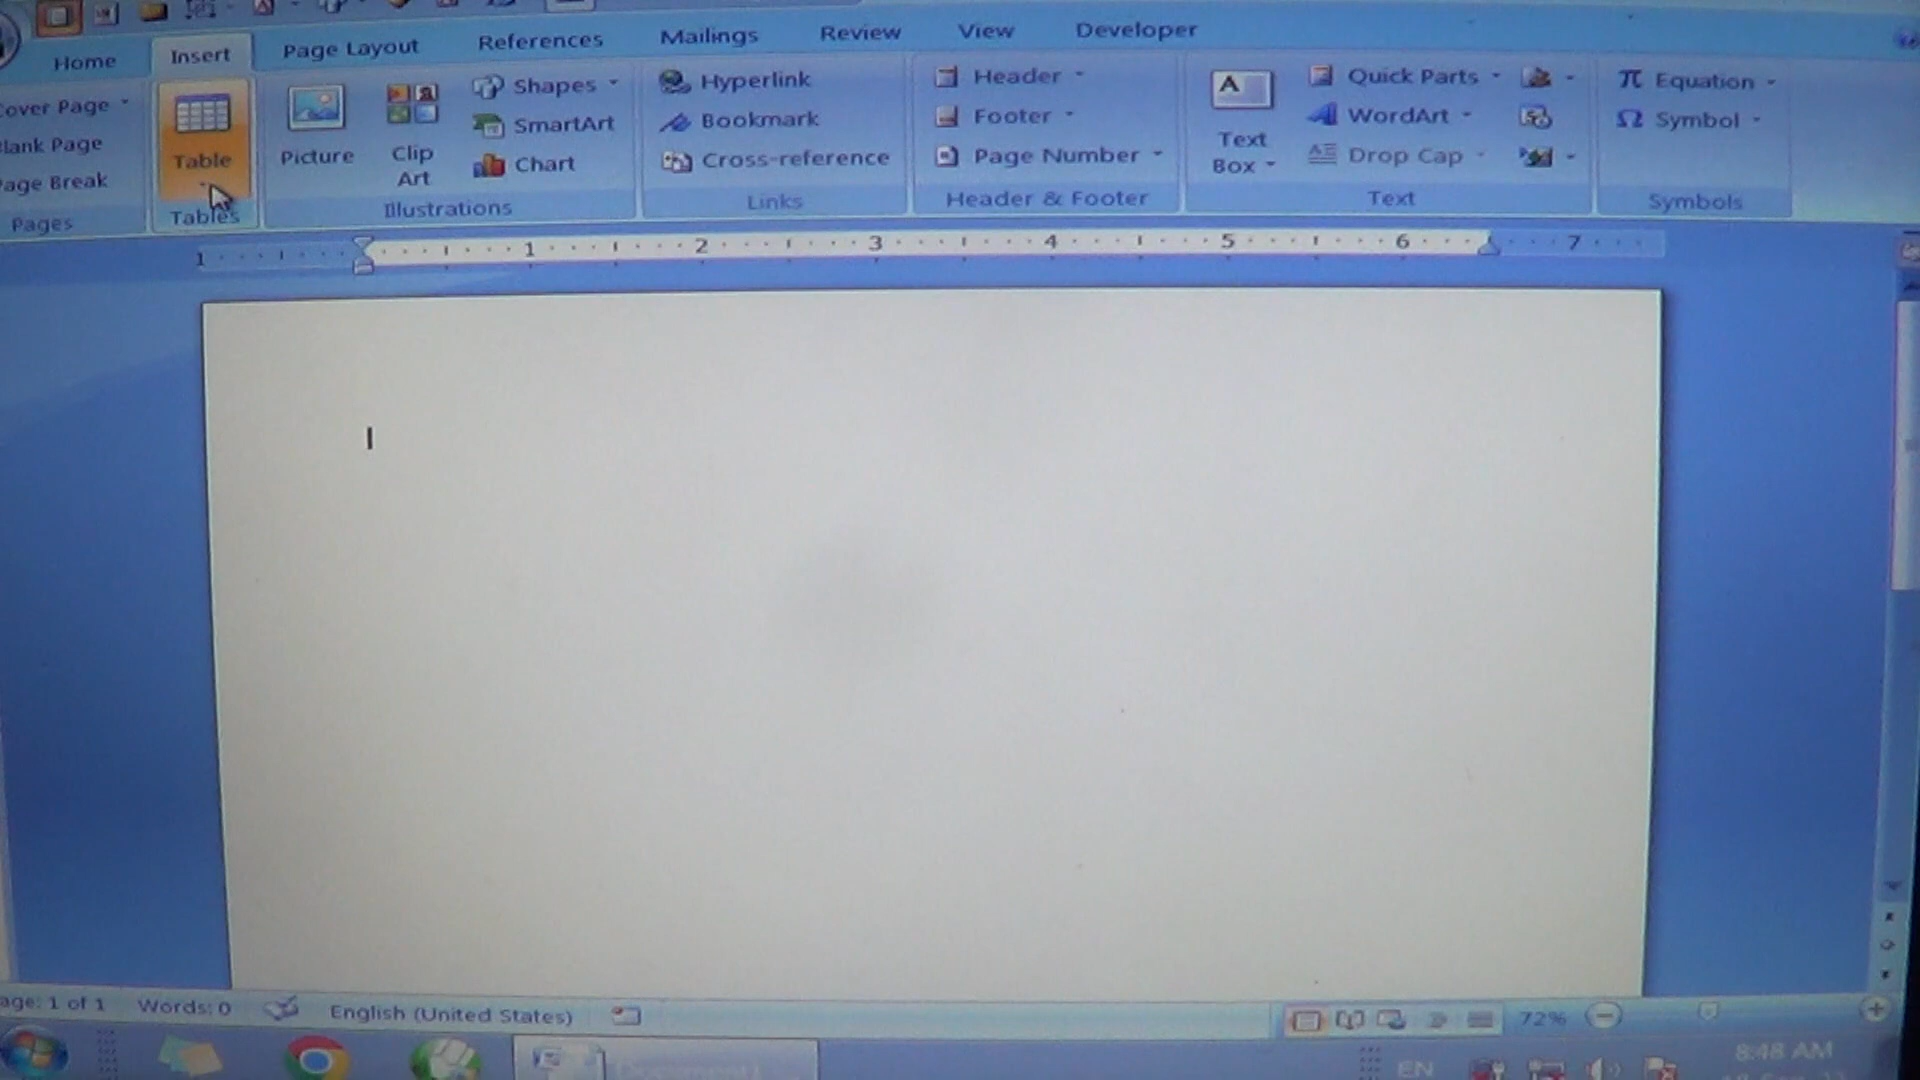 Home Insert Page Layout References Mailings Review View Developer
over Page
lank Page
age Break
Pages
Table
Tables
Picture
Clip
Art
Shapes
SmartArt
Chart
Illustrations
Hyperlink
Bookmark
Cross-reference
Links
Header
Footer
Page Number
Header & Footer
A
Text
Box
Quick Parts
WordArt
Drop Cap
Text
π Equation
Ω Symbol
Symbols
1 1 2 3 4 5 6 7
age: 1 of 1 Words: 0 English (United States) 72%
Document1 EN 8:48 AM